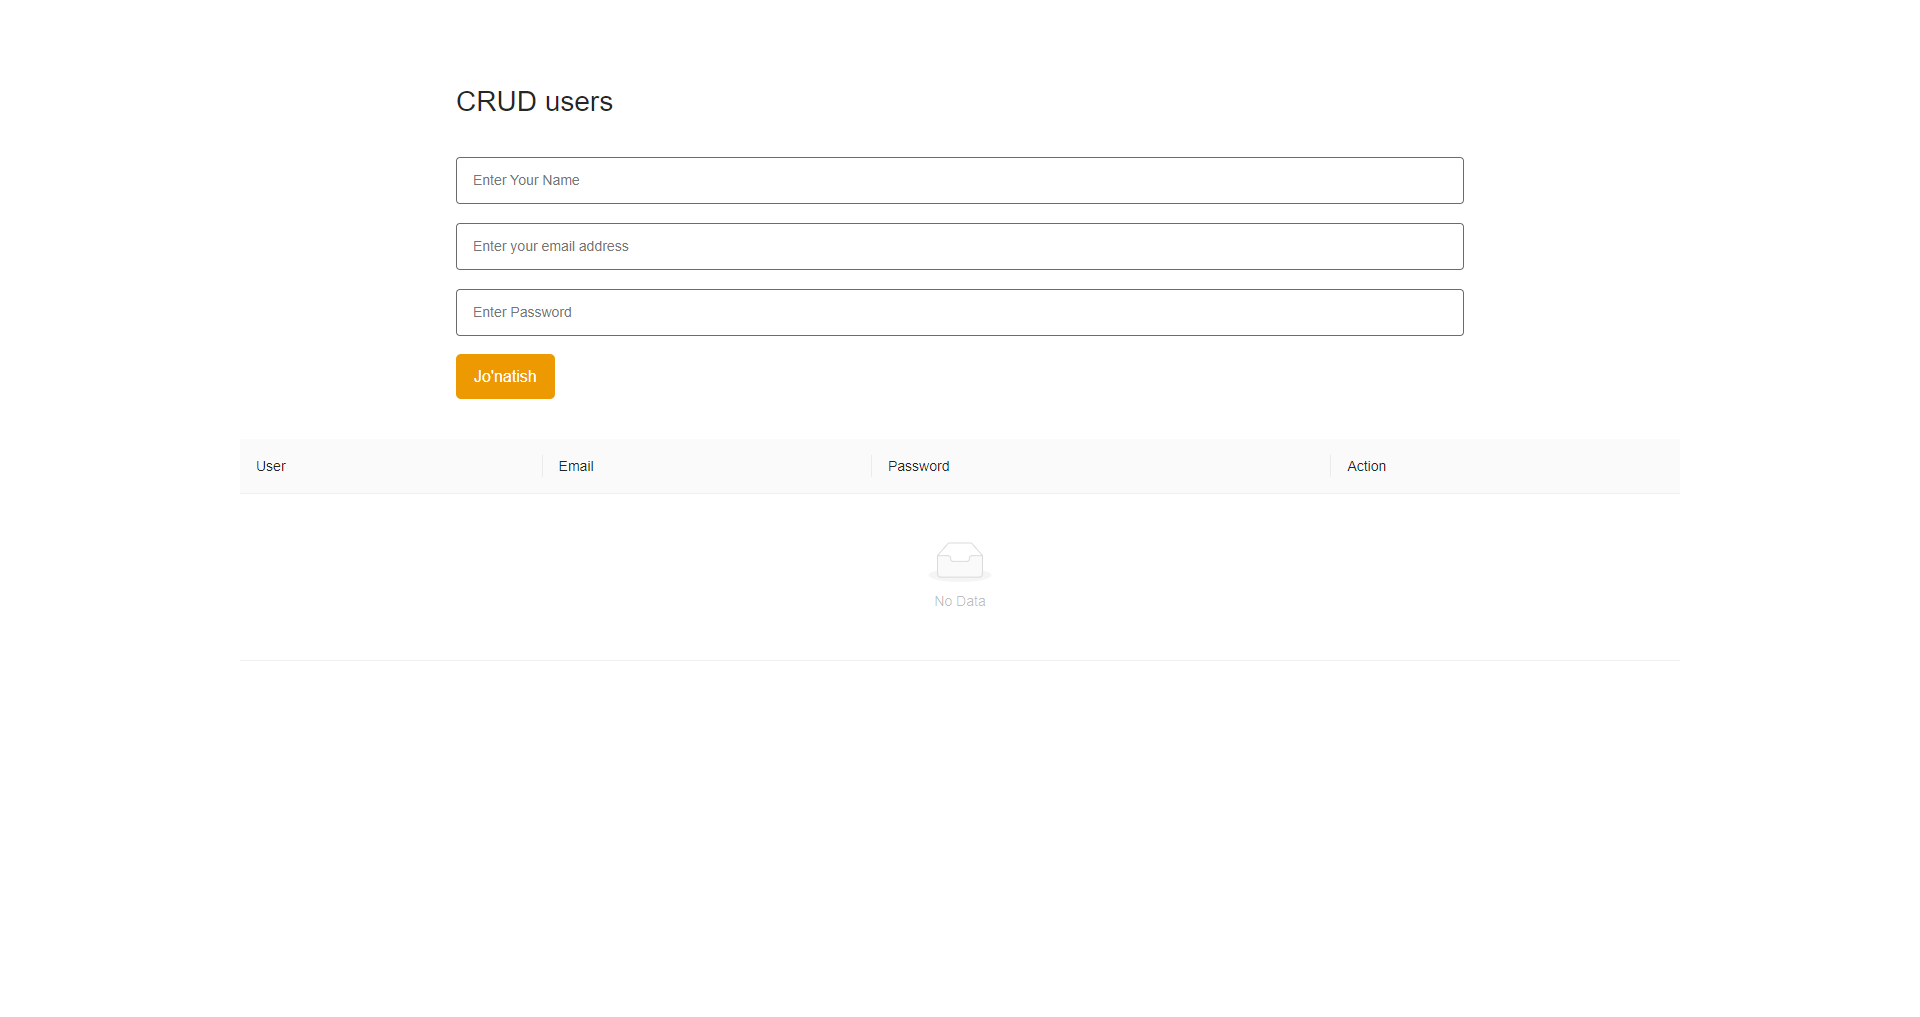 CRUD users
Enter Your Name
Enter your email address
Enter Password
Jo'natish
User Email Password Action
No Data